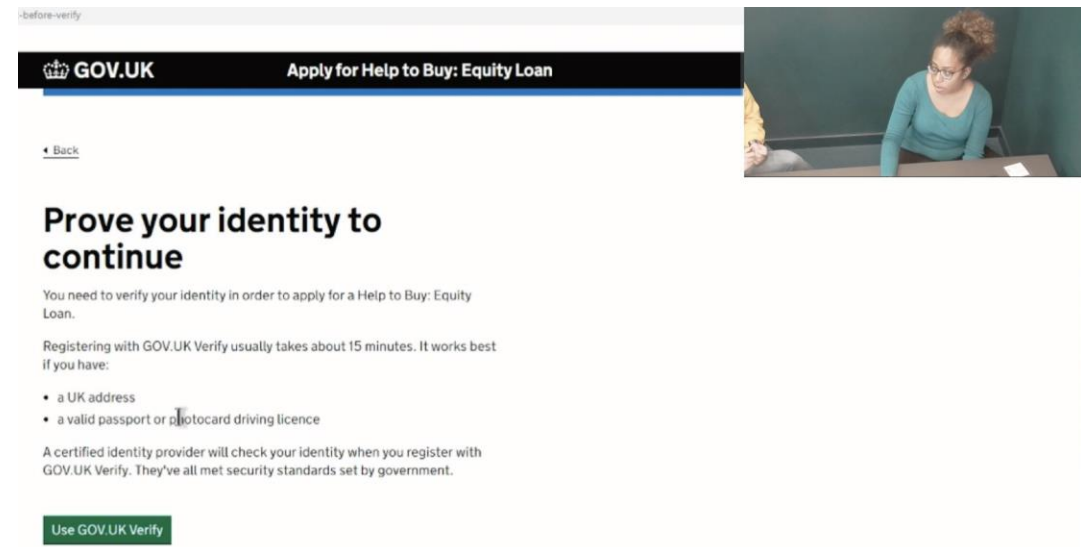 -before-verify
GOV.UK
Apply for Help to Buy: Equity Loan
Back
Prove your identity to
continue
You need to verify your identity in order to apply for a Help to Buy: Equity
Loan.
Registering with GOV.UK Verify usually takes about 15 minutes. It works best
if you have:
• a UK address
• a valid passport or photocard driving licence
A certified identity provider will check your identity when you register with
GOV.UK Verify. They've all met security standards set by government.
Use GOV.UK Verify